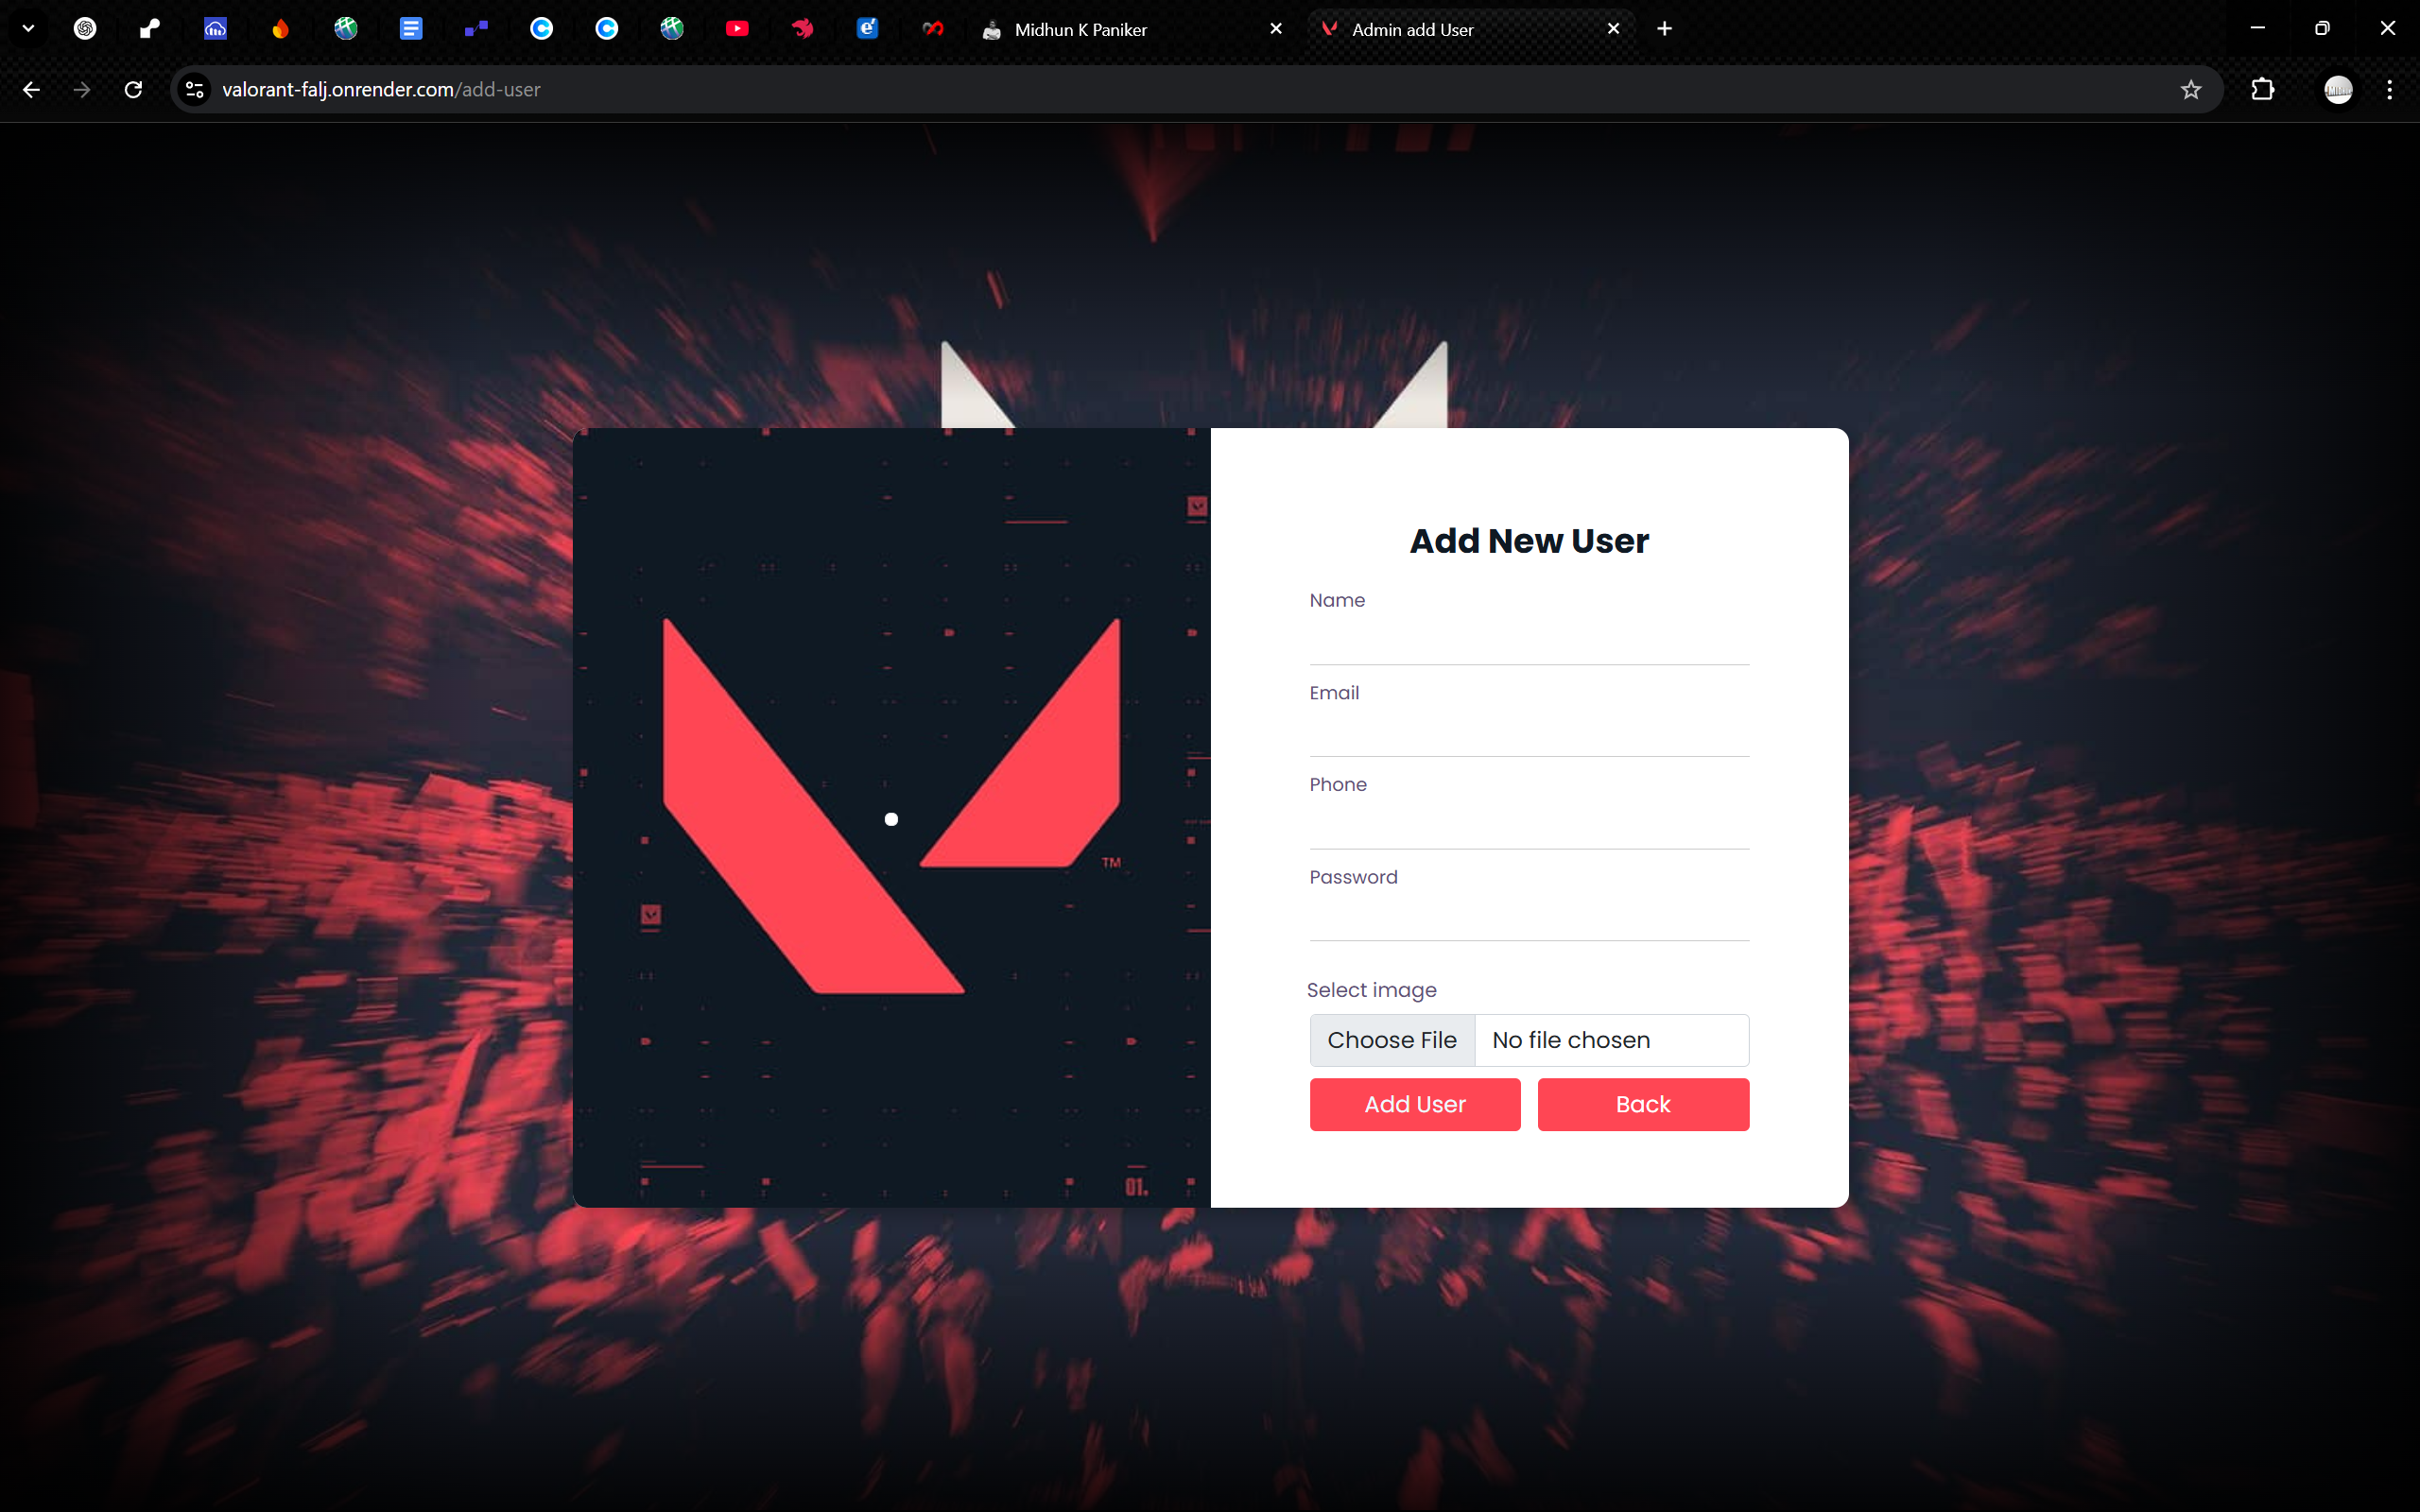 Midhun K Paniker
Admin add User
valorant-falj.onrender.com/add-user
Add New User
Name
Email
Phone
Password
Select image
Choose File No file chosen
Add User Back
TM
01.